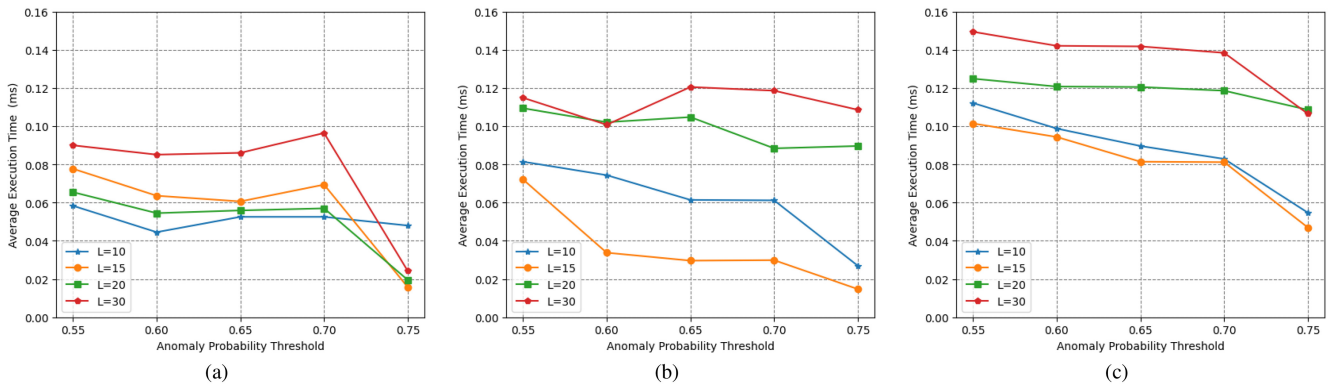 0.16
0.14
0.12
0.10
0.08
0.06
0.04
0.02
0.00
Average Execution Time (ms)
L=10
L=15
L=20
L=30
0.55 0.60 0.65 0.70 0.75
Anomaly Probability Threshold
(a)
0.16
0.14
0.12
0.10
0.08
0.06
0.04
0.02
0.00
Average Execution Time (ms)
L=10
L=15
L=20
L=30
0.55 0.60 0.65 0.70 0.75
Anomaly Probability Threshold
(b)
0.16
0.14
0.12
0.10
0.08
0.06
0.04
0.02
0.00
Average Execution Time (ms)
L=10
L=15
L=20
L=30
0.55 0.60 0.65 0.70 0.75
Anomaly Probability Threshold
(c)